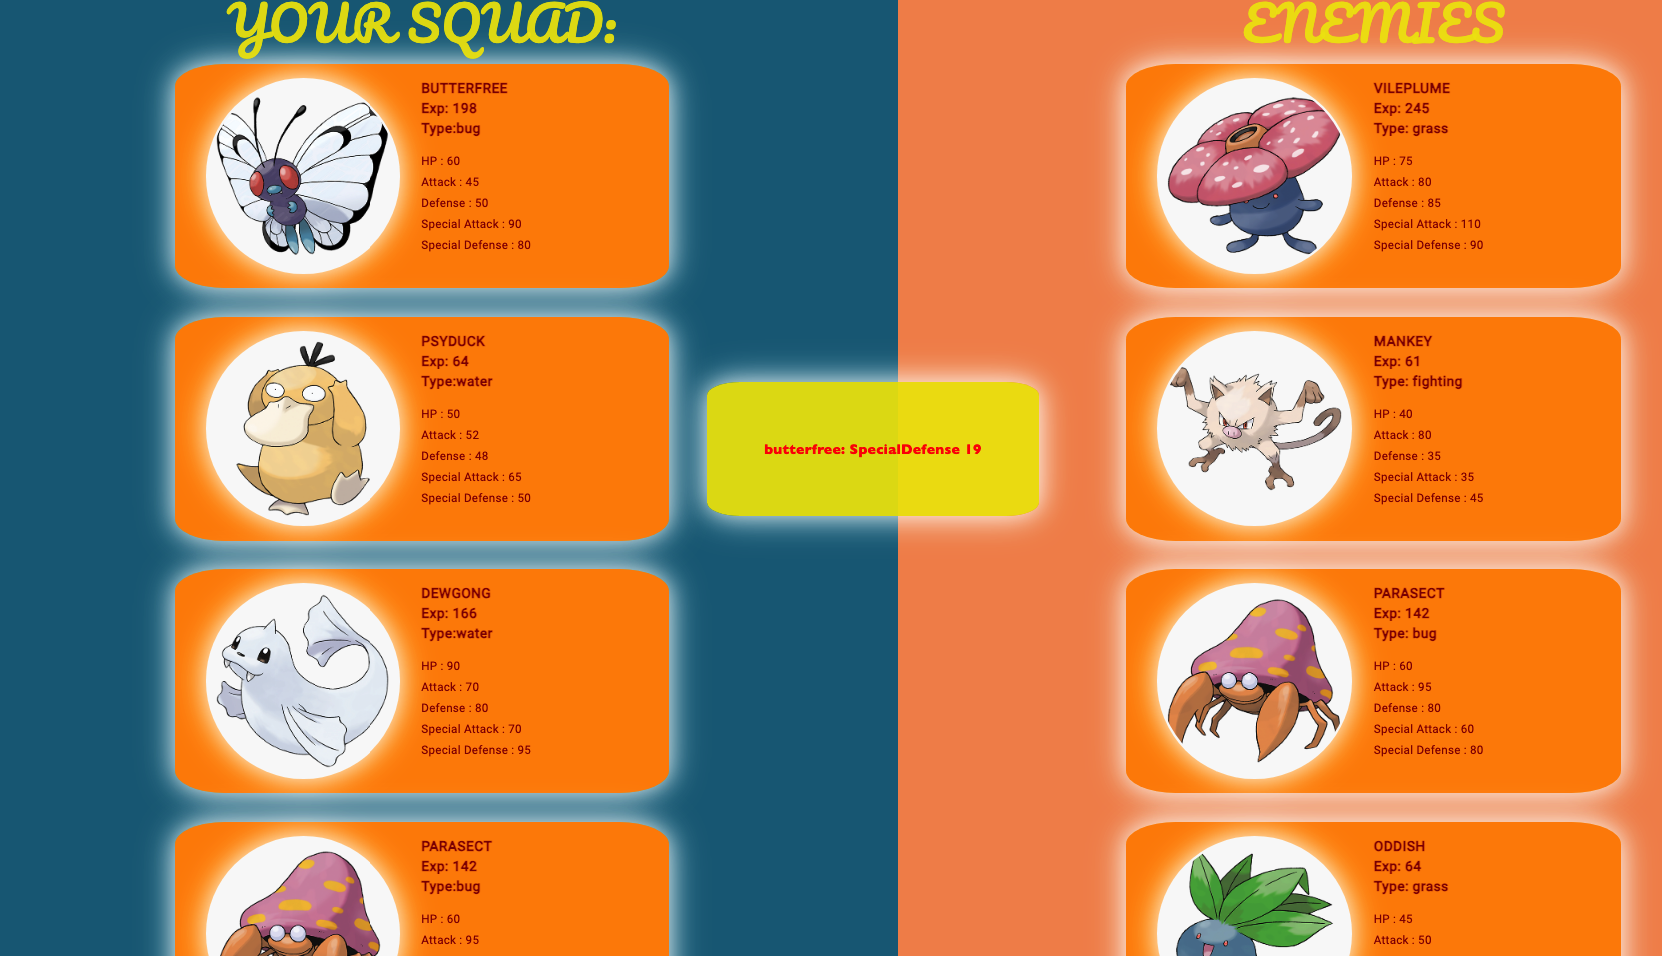 YOUR SQUAD:
BUTTERFREE
Exp: 198
Type:bug
HP : 60
Attack : 45
Defense : 50
Special Attack : 90
Special Defense : 80
PSYDUCK
Exp: 64
Type:water
HP : 50
Attack : 52
Defense : 48
Special Attack : 65
Special Defense : 50
DEWGONG
Exp: 166
Type:water
HP : 90
Attack : 70
Defense : 80
Special Attack : 70
Special Defense : 95
PARASECT
Exp: 142
Type:bug
HP : 60
Attack : 95
butterfree: SpecialDefense 19
ENEMIES
VILEPLUME
Exp: 245
Type: grass
HP : 75
Attack : 80
Defense : 85
Special Attack : 110
Special Defense : 90
MANKEY
Exp: 61
Type: fighting
HP : 40
Attack : 80
Defense : 35
Special Attack : 35
Special Defense : 45
PARASECT
Exp: 142
Type: bug
HP : 60
Attack : 95
Defense : 80
Special Attack : 60
Special Defense : 80
ODDISH
Exp: 64
Type: grass
HP : 45
Attack : 50